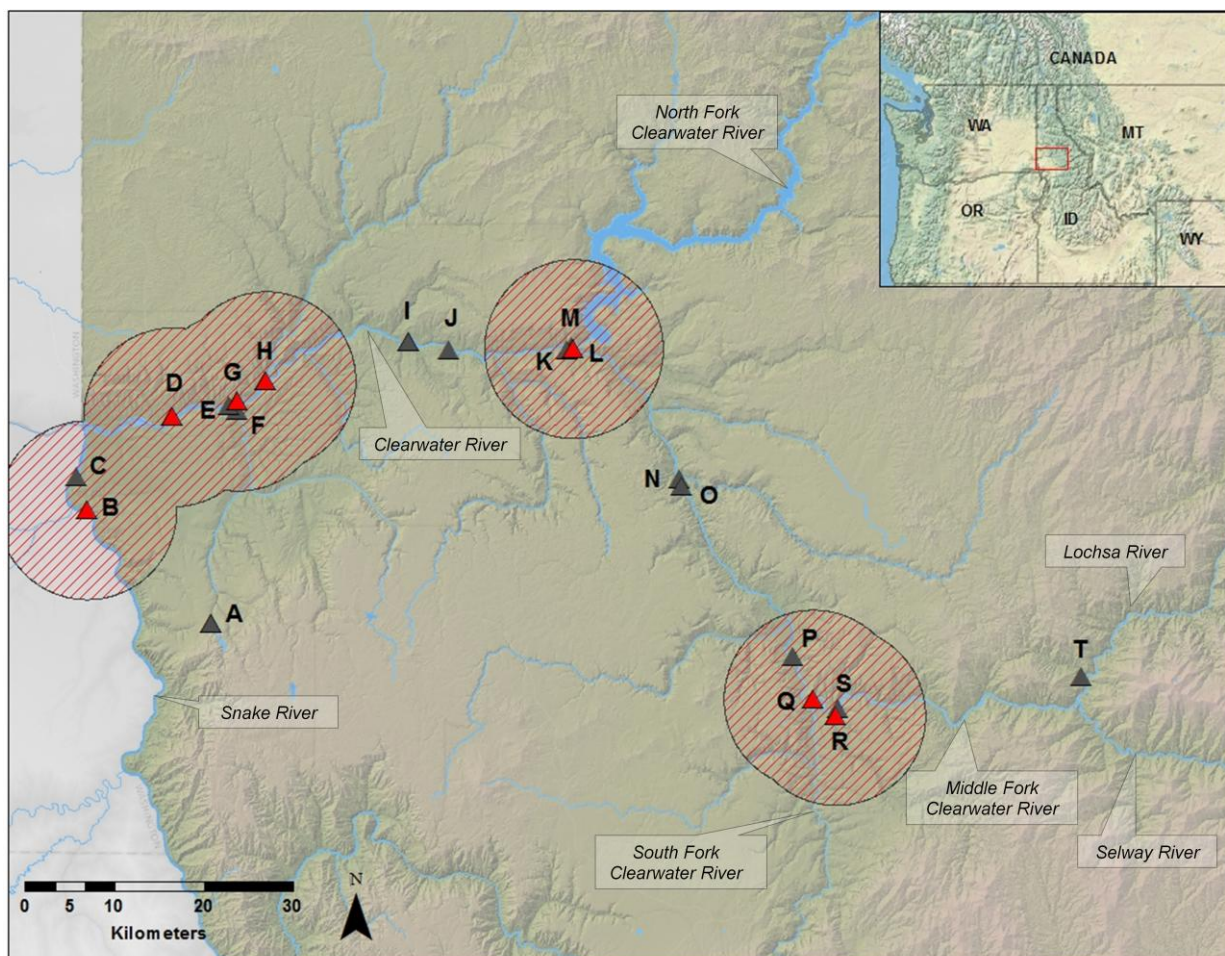 CANADA
WA
MT
OR
ID
WY
North Fork
Clearwater River
M
I
J
K
L
H
G
D
E
F
Clearwater River
C
B
N
O
Lochsa River
A
P
T
S
Q
R
Snake River
Middle Fork
Clearwater River
South Fork
Clearwater River
Selway River
N
0 5 10 20 30
Kilometers
WASHINGTON